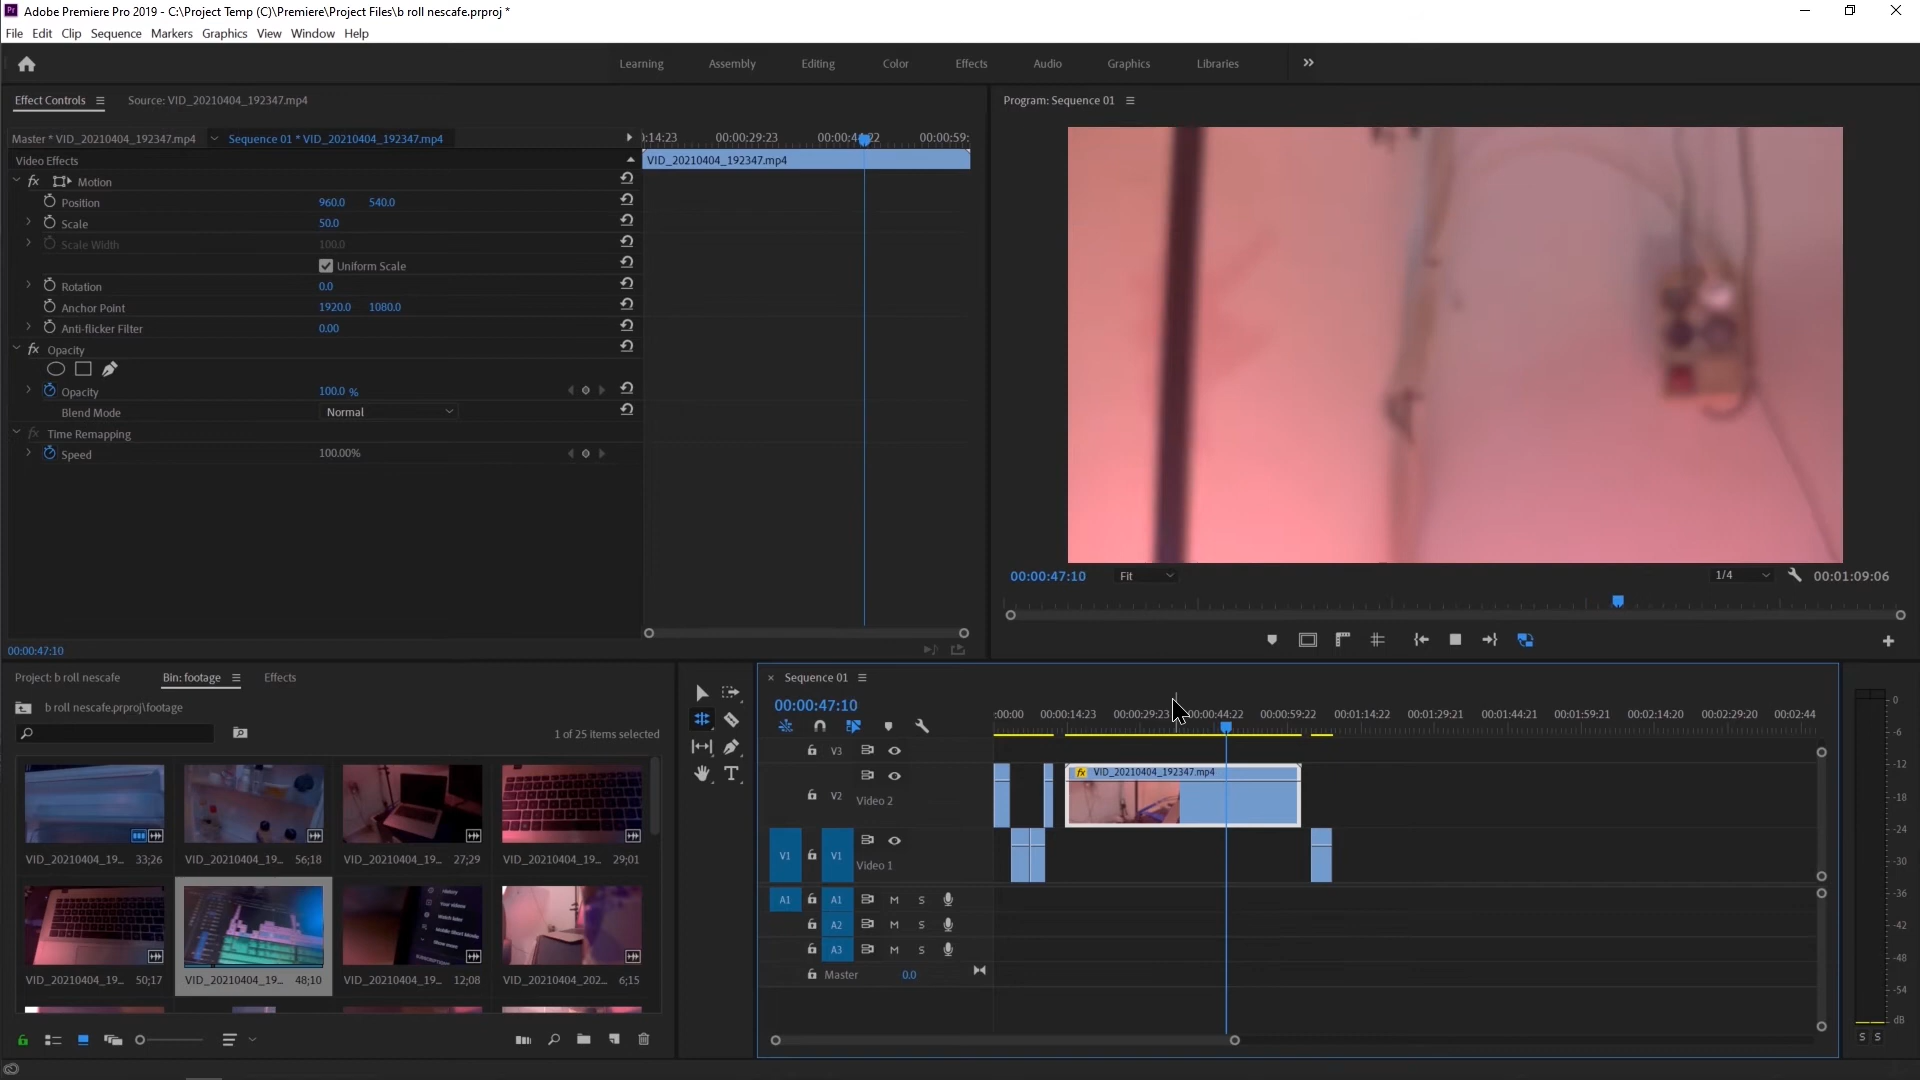 Adobe Premiere Pro 2019 - C:\Project Temp (C)\Premiere\Project Files\b roll nescafe.prproj *
File Edit Clip Sequence Markers Graphics View Window Help
Learning Assembly Editing Color Effects Audio Graphics Libraries
Effect Controls Source: VID_20210404_192347.mp4
Program: Sequence 01
Master * VID_20210404_192347.mp4 Sequence 01 * VID_20210404_192347.mp4
:14:23 00:00:29:23 00:00:44:22 00:00:59:
Video Effects
VID_20210404_192347.mp4
fx Motion
Position 960.0 540.0
Scale 50.0
Scale Width 100.0
Uniform Scale
Rotation 0.0
Anchor Point 1920.0 1080.0
Anti-flicker Filter 0.00
fx Opacity
Opacity 100.0 %
Blend Mode Normal
fx Time Remapping
Speed 100.00%
00:00:47:10
00:00:47:10 Fit 1/4 00:01:09:06
Project: b roll nescafe Bin: footage Effects
b roll nescafe.prproj\footage
1 of 25 items selected
VID_20210404_19... 33;26
VID_20210404_19... 56;18
VID_20210404_19... 27;29
VID_20210404_19... 29;01
VID_20210404_19... 50;17
VID_20210404_19... 48;10
VID_20210404_19... 12;08
VID_20210404_202... 6;15
× Sequence 01
00:00:47:10
:00:00 00:00:14:23 00:00:29:23 00:00:44:22 00:00:59:22 00:01:14:22 00:01:29:21 00:01:44:21 00:01:59:21 00:02:14:20 00:02:29:20 00:02:44
V3
fx VID_20210404_192347.mp4
V2 Video 2
V1 V1 Video 1
A1 A1 M S
A2 M S
A3 M S
Master 0.0
0
-6
-12
-18
-24
-30
-36
-42
-48
-54
dB
S S